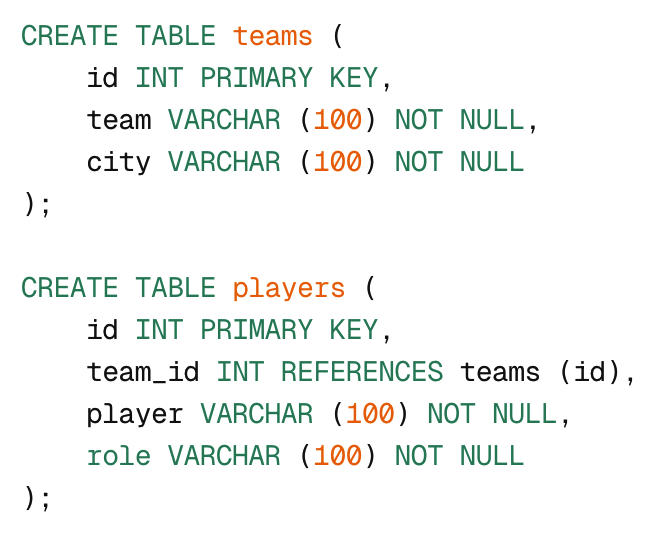 CREATE TABLE teams (
    id INT PRIMARY KEY,
    team VARCHAR (100) NOT NULL,
    city VARCHAR (100) NOT NULL
);

CREATE TABLE players (
    id INT PRIMARY KEY,
    team_id INT REFERENCES teams (id),
    player VARCHAR (100) NOT NULL,
    role VARCHAR (100) NOT NULL
);